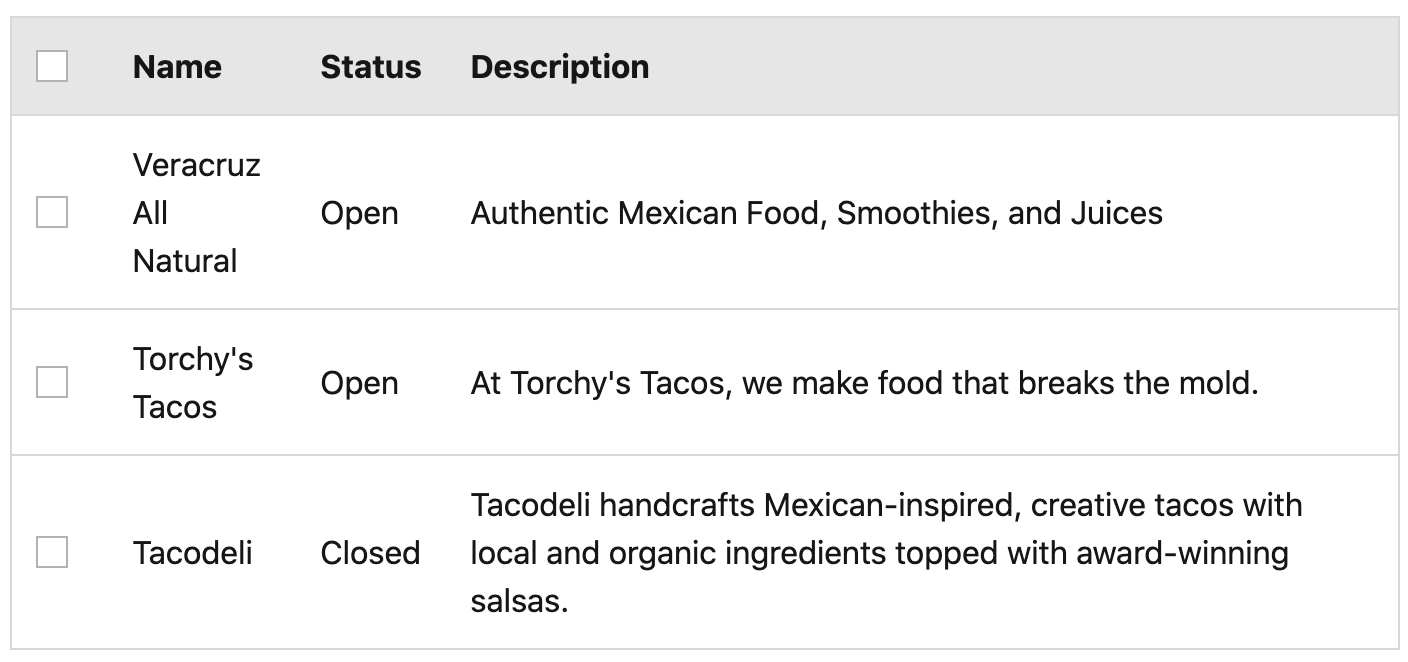 Name Status Description
Veracruz
All
Natural
Open
Authentic Mexican Food, Smoothies, and Juices
Torchy's
Tacos
Open
At Torchy's Tacos, we make food that breaks the mold.
Tacodeli
Closed
Tacodeli handcrafts Mexican-inspired, creative tacos with
local and organic ingredients topped with award-winning
salsas.